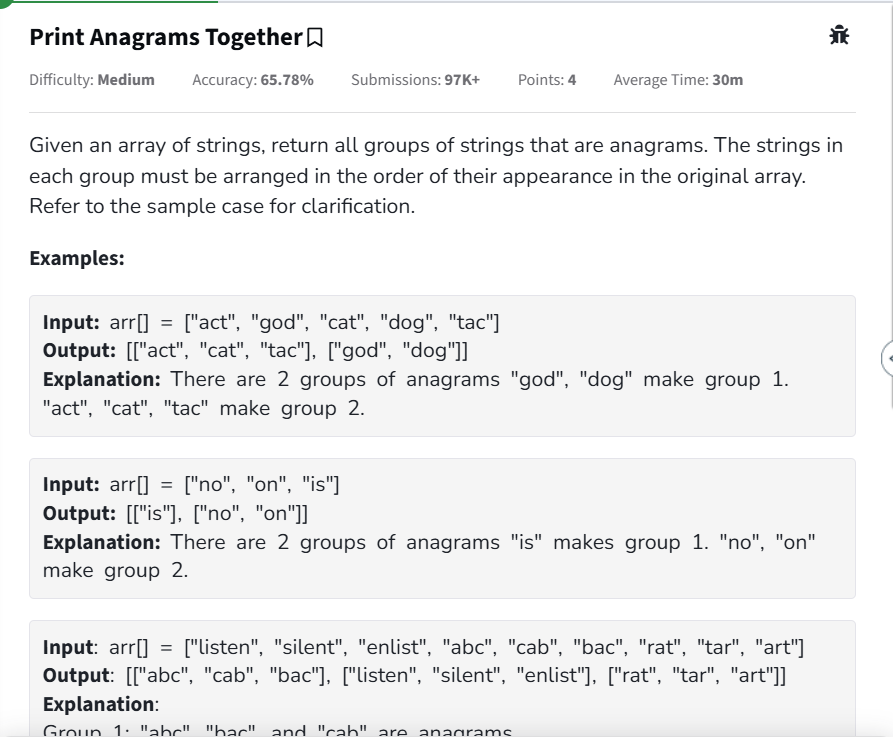 Print Anagrams Together
Difficulty: Medium Accuracy: 65.78% Submissions: 97K+ Points: 4 Average Time: 30m
Given an array of strings, return all groups of strings that are anagrams. The strings in
each group must be arranged in the order of their appearance in the original array.
Refer to the sample case for clarification.
Examples:
Input: arr[] = ["act", "god", "cat", "dog", "tac"]
Output: [["act", "cat", "tac"], ["god", "dog"]]
Explanation: There are 2 groups of anagrams "god", "dog" make group 1.
"act", "cat", "tac" make group 2.
Input: arr[] = ["no", "on", "is"]
Output: [["is"], ["no", "on"]]
Explanation: There are 2 groups of anagrams "is" makes group 1. "no", "on"
make group 2.
Input: arr[] = ["listen", "silent", "enlist", "abc", "cab", "bac", "rat", "tar", "art"]
Output: [["abc", "cab", "bac"], ["listen", "silent", "enlist"], ["rat", "tar", "art"]]
Explanation:
Group 1: "abc", "bac", and "cab" are anagrams.